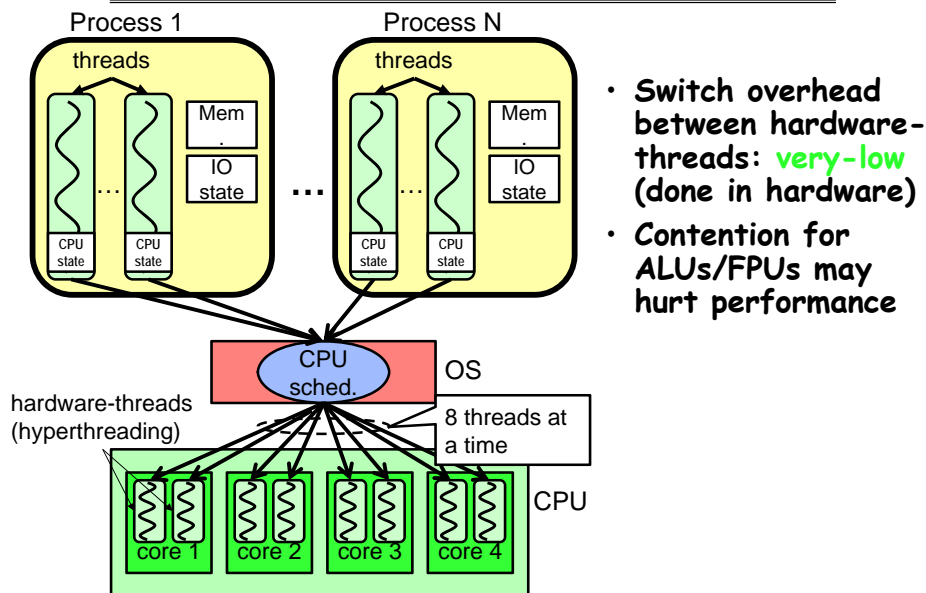 Process 1
Process N
threads
threads
Mem
.
IO
state
Mem
.
IO
state
...
...
...
CPU
state
CPU
state
CPU
state
CPU
state
• Switch overhead
between hardware-
threads: very-low
(done in hardware)
• Contention for
ALUs/FPUs may
hurt performance
CPU
sched.
OS
hardware-threads
(hyperthreading)
8 threads at
a time
CPU
core 1
core 2
core 3
core 4